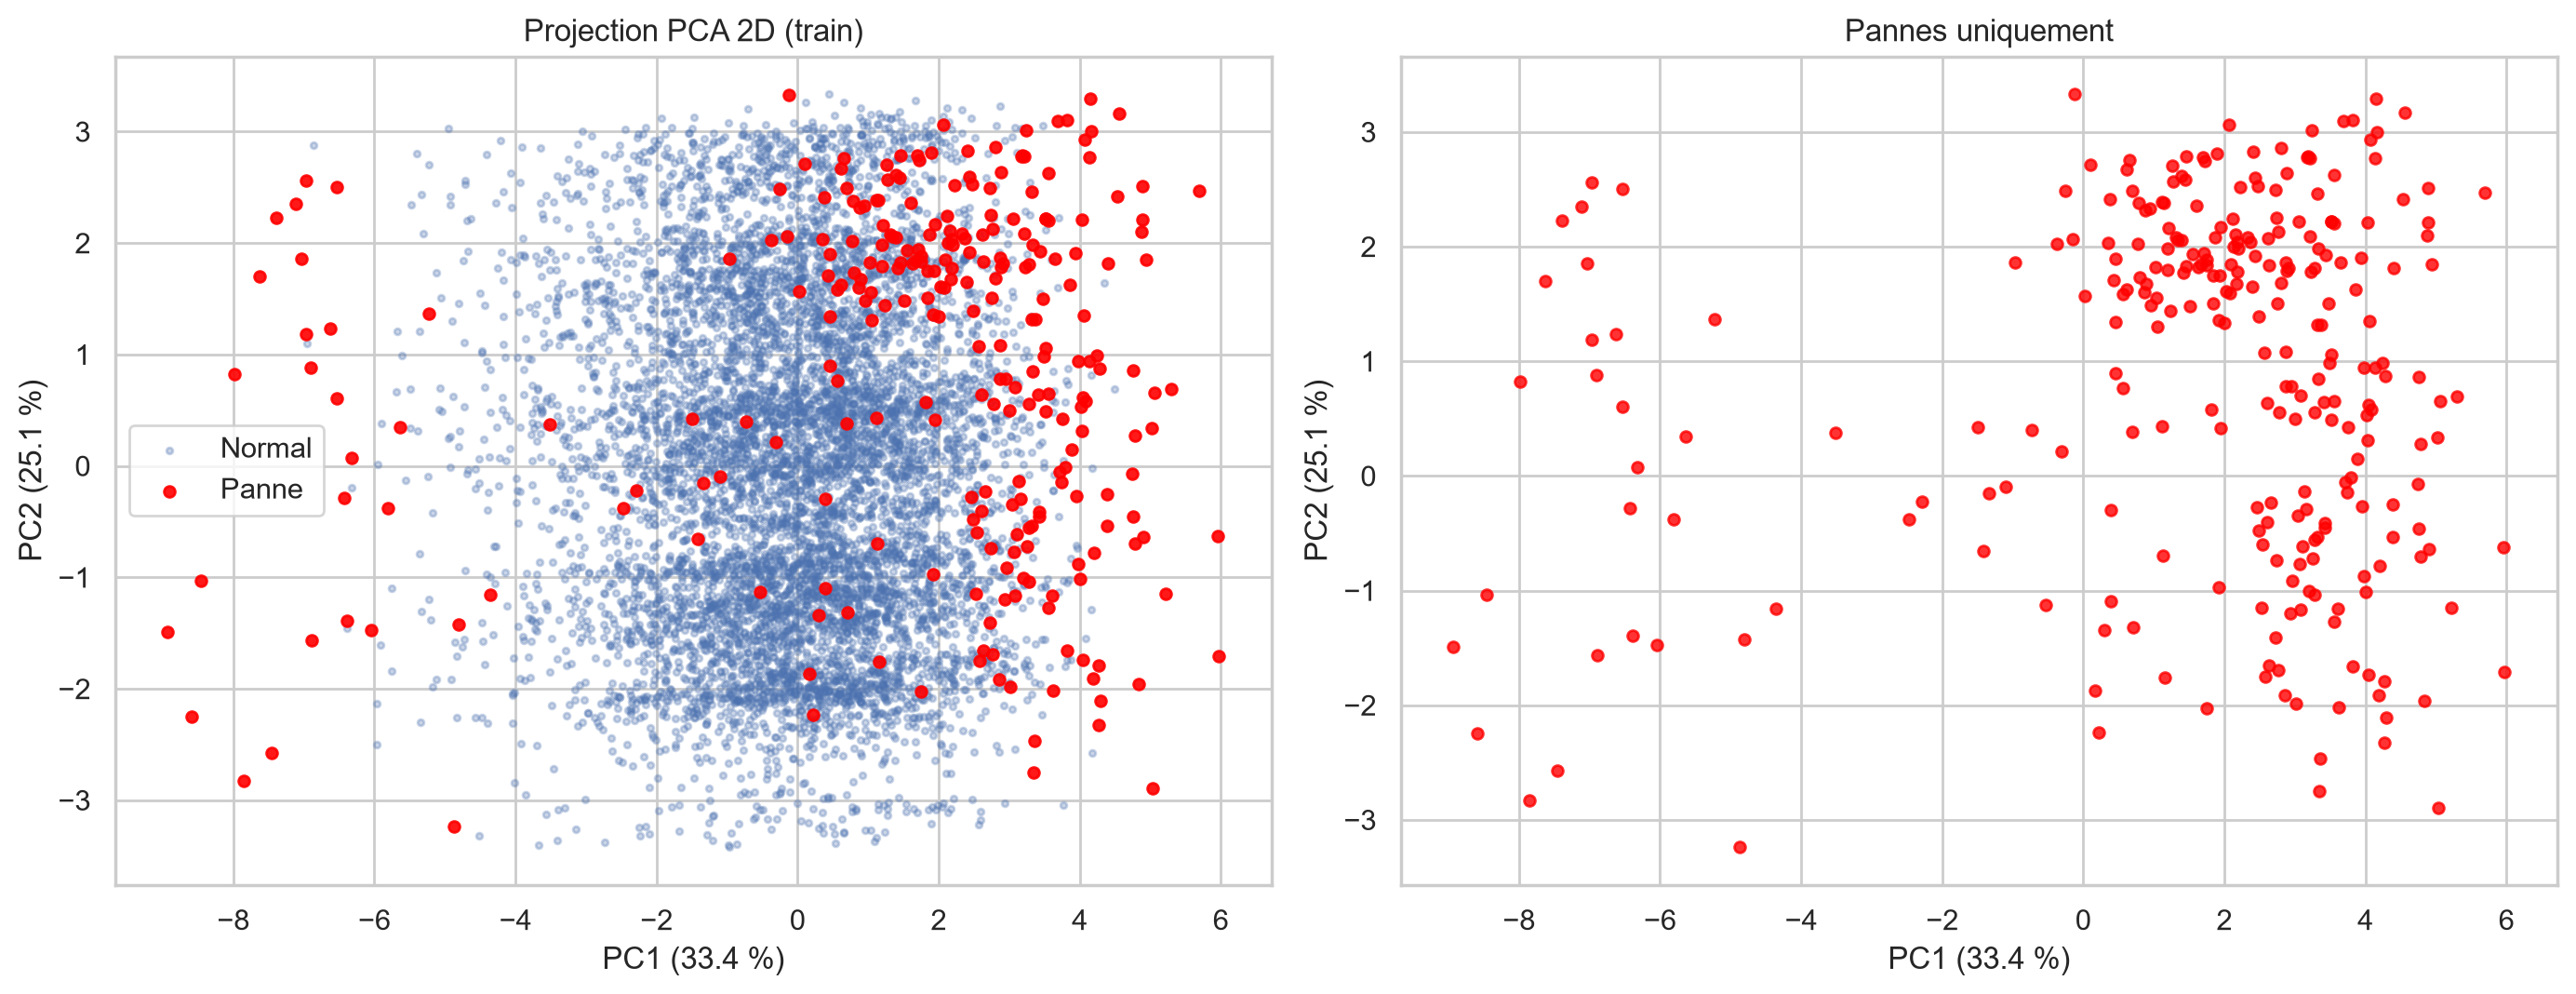 Projection PCA 2D (train)
3
2
1
0
−1
−2
−3
PC2 (25.1 %)
Normal
Panne
−8 −6 −4 −2 0 2 4 6
PC1 (33.4 %)
Pannes uniquement
3
2
1
0
−1
−2
−3
PC2 (25.1 %)
−8 −6 −4 −2 0 2 4 6
PC1 (33.4 %)